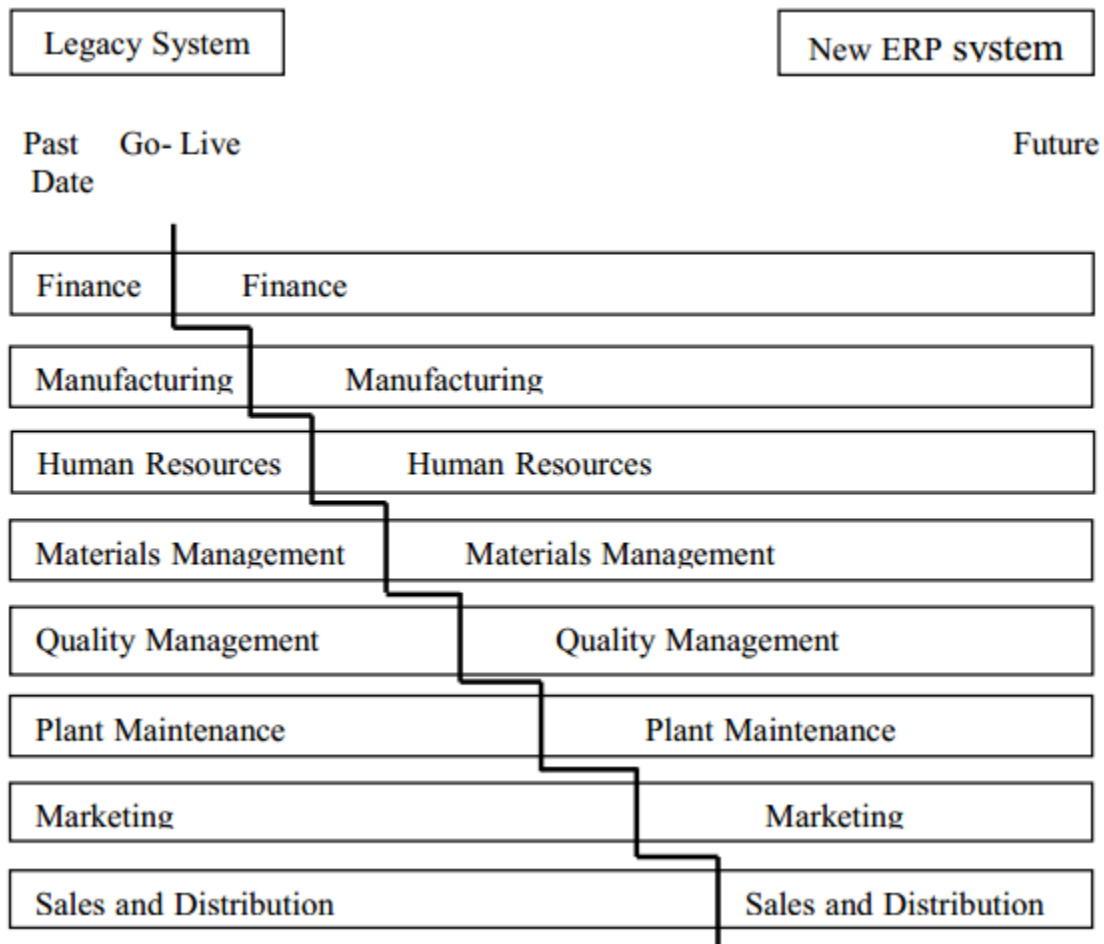 Legacy System New ERP system
Past Go- Live Future
Date
Finance Finance
Manufacturing Manufacturing
Human Resources Human Resources
Materials Management Materials Management
Quality Management Quality Management
Plant Maintenance Plant Maintenance
Marketing Marketing
Sales and Distribution Sales and Distribution